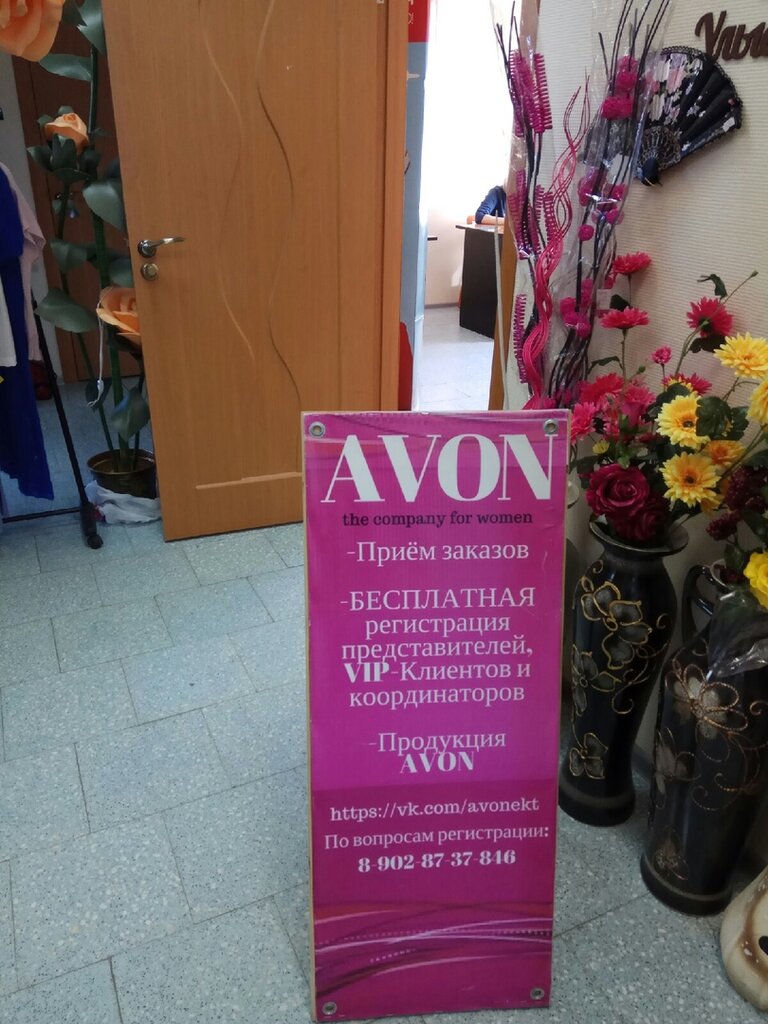 AVON
the company for women
-Приём заказов
-БЕСПЛАТНАЯ
регистрация
представителей,
VIP-Клиентов и
координаторов
-Продукция
AVON
https://vk.com/avonekt
По вопросам регистрации:
8-902-87-37-846